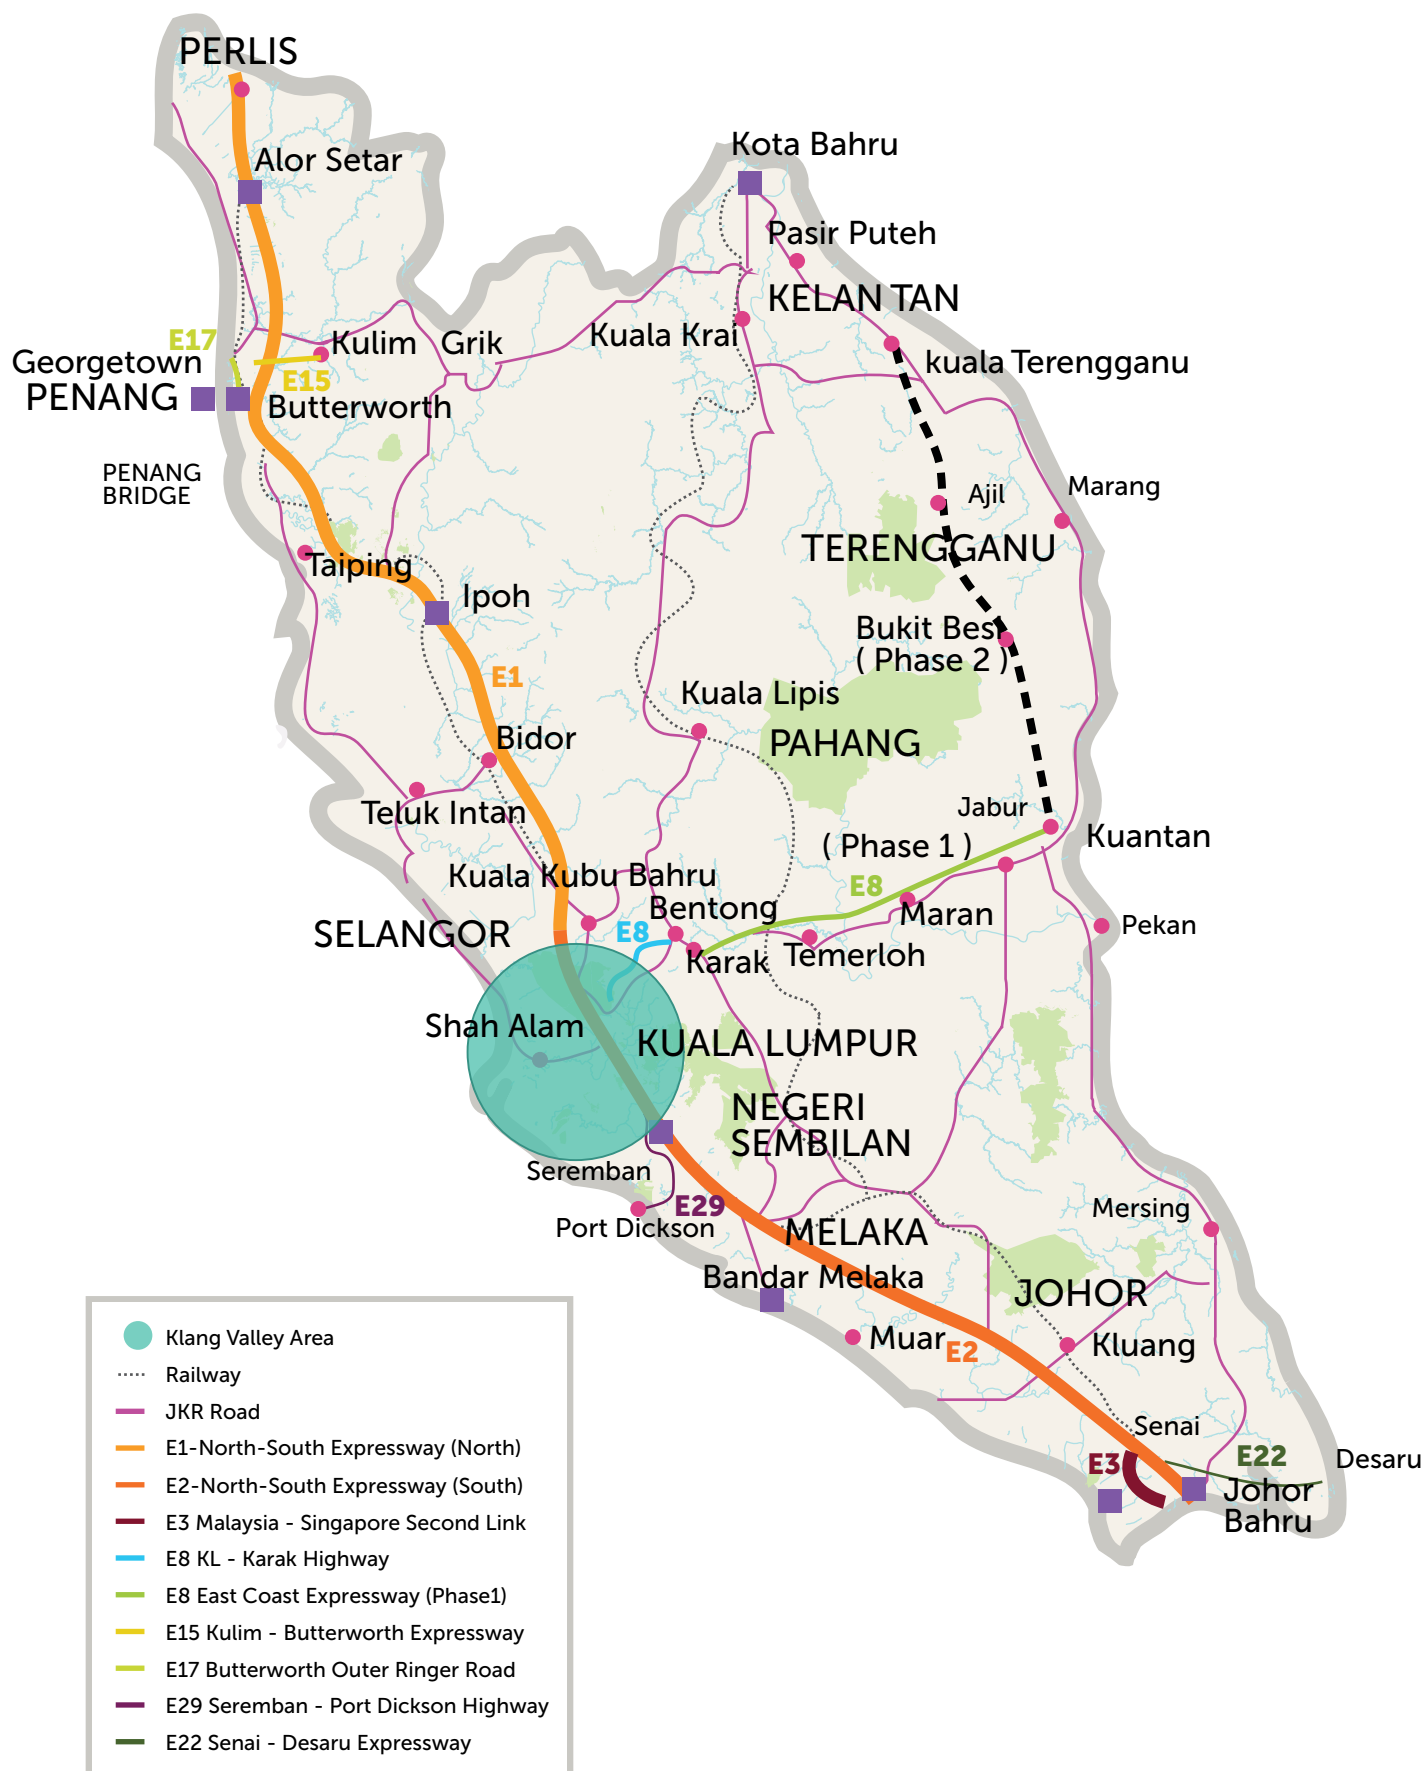 PERLIS
Alor Setar
Kota Bahru
Pasir Puteh
KELAN TAN
Kuala Krai
E17
Kulim
Grik
Georgetown
kuala Terengganu
E15
PENANG
Butterworth
PENANG
BRIDGE
Ajil
Marang
TERENGGANU
Taiping
Ipoh
Bukit Besi
( Phase 2 )
E1
Kuala Lipis
Bidor
PAHANG
Teluk Intan
Jabur
Kuantan
( Phase 1 )
Kuala Kubu Bahru
E8
Bentong
Maran
SELANGOR
E8
Pekan
Karak
Temerloh
Shah Alam
KUALA LUMPUR
NEGERI
SEMBILAN
Seremban
E29
Mersing
Port Dickson
MELAKA
Bandar Melaka
JOHOR
Muar
E2
Kluang
Senai
E3
E22
Desaru
Johor
Bahru
Klang Valley Area
Railway
JKR Road
E1-North-South Expressway (North)
E2-North-South Expressway (South)
E3 Malaysia - Singapore Second Link
E8 KL - Karak Highway
E8 East Coast Expressway (Phase1)
E15 Kulim - Butterworth Expressway
E17 Butterworth Outer Ringer Road
E29 Seremban - Port Dickson Highway
E22 Senai - Desaru Expressway